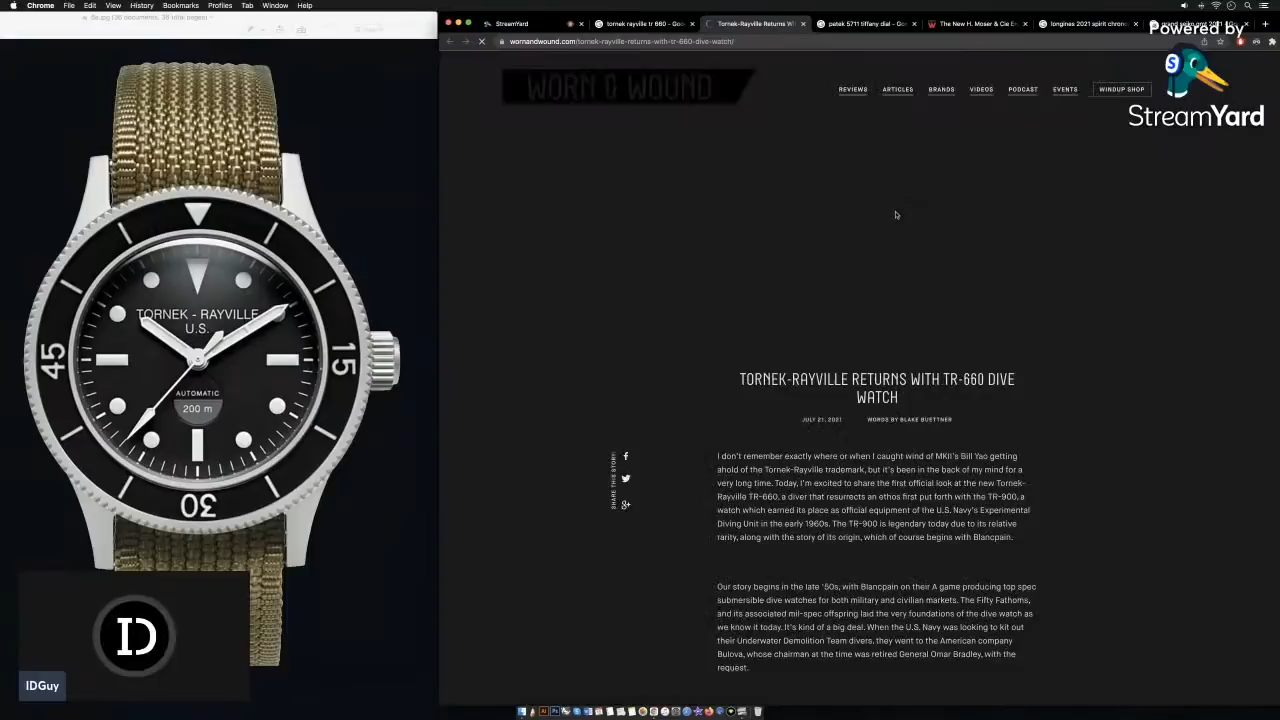 Chrome File Edit View History Bookmarks Profiles Tab Window Help
StreamYard
tornek rayville tr 660 - Goo
Tornek-Rayville Returns Wi
patek 5711 tiffany dial - Goo
The New H. Moser & Cie En
longines 2021 spirit chrono
wornandwound.com/tornek-rayville-returns-with-tr-660-dive-watch/
Powered by
StreamYard
WORN & WOUND
REVIEWS ARTICLES BRANDS VIDEOS PODCAST EVENTS WINDUP SHOP
TORNEK - RAYVILLE
U.S.
AUTOMATIC
200 m
45
15
30
TORNEK-RAYVILLE RETURNS WITH TR-660 DIVE
WATCH
JULY 21, 2021 WORDS BY BLAKE BUETTNER
SHARE THIS STORY:
I don't remember exactly where or when I caught wind of MKII's Bill Yao getting
ahold of the Tornek-Rayville trademark, but it's been in the back of my mind for a
very long time. Today, I'm excited to share the first official look at the new Tornek-
Rayville TR-660, a diver that resurrects an ethos first put forth with the TR-900, a
watch which earned its place as official equipment of the U.S. Navy's Experimental
Diving Unit in the early 1960s. The TR-900 is legendary today due to its relative
rarity, along with the story of its origin, which of course begins with Blancpain.
Our story begins in the late '50s, with Blancpain on their A game producing top spec
submersible dive watches for both military and civilian markets. The Fifty Fathoms,
and its associated mil-spec offspring laid the very foundations of the dive watch as
we know it today. It's kind of a big deal. When the U.S. Navy was looking to kit out
their Underwater Demolition Team divers, they went to the American company
Bulova, whose chairman at the time was retired General Omar Bradley, with the
request.
ID
IDGuy